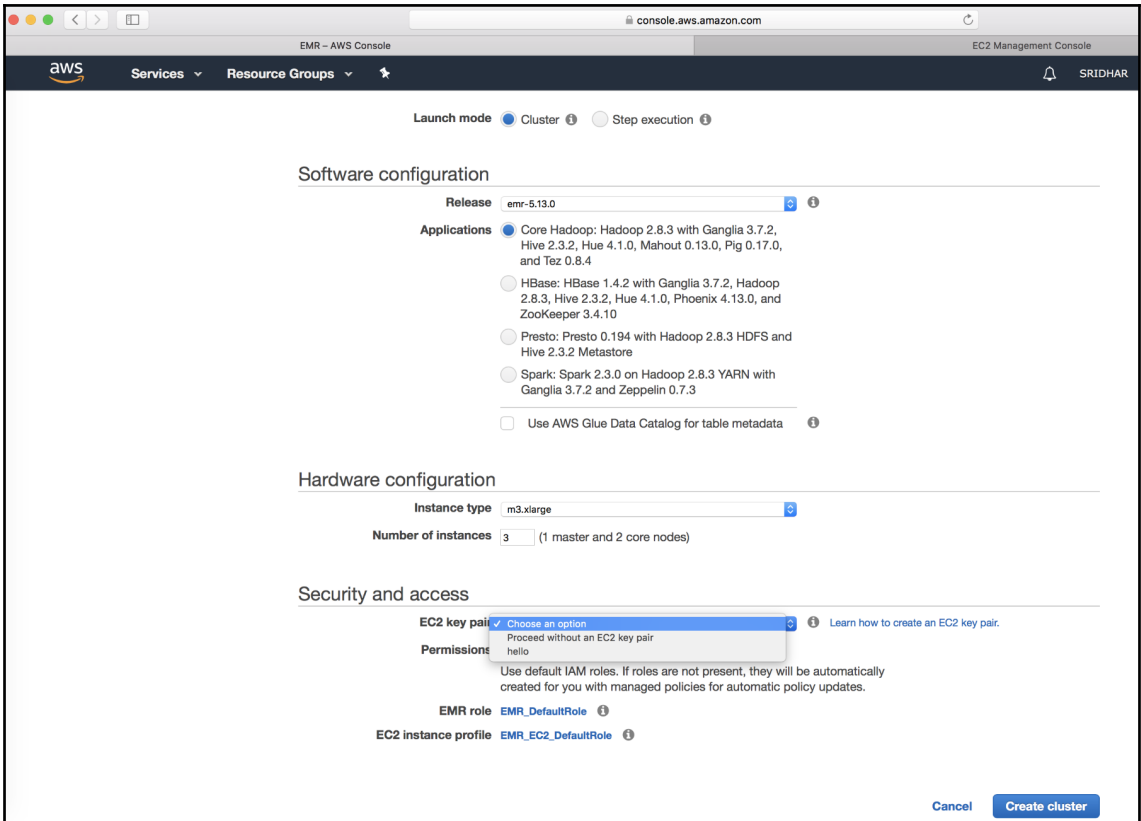 console.aws.amazon.com
EMR – AWS Console
EC2 Management Console
aws
Services
Resource Groups
SRIDHAR
Launch mode Cluster Step execution
Software configuration
Release emr-5.13.0
Applications Core Hadoop: Hadoop 2.8.3 with Ganglia 3.7.2,
Hive 2.3.2, Hue 4.1.0, Mahout 0.13.0, Pig 0.17.0,
and Tez 0.8.4
HBase: HBase 1.4.2 with Ganglia 3.7.2, Hadoop
2.8.3, Hive 2.3.2, Hue 4.1.0, Phoenix 4.13.0, and
ZooKeeper 3.4.10
Presto: Presto 0.194 with Hadoop 2.8.3 HDFS and
Hive 2.3.2 Metastore
Spark: Spark 2.3.0 on Hadoop 2.8.3 YARN with
Ganglia 3.7.2 and Zeppelin 0.7.3
Use AWS Glue Data Catalog for table metadata
Hardware configuration
Instance type m3.xlarge
Number of instances 3 (1 master and 2 core nodes)
Security and access
EC2 key pair Choose an option Learn how to create an EC2 key pair.
Proceed without an EC2 key pair
Permissions hello
Use default IAM roles. If roles are not present, they will be automatically
created for you with managed policies for automatic policy updates.
EMR role EMR_DefaultRole
EC2 instance profile EMR_EC2_DefaultRole
Cancel Create cluster